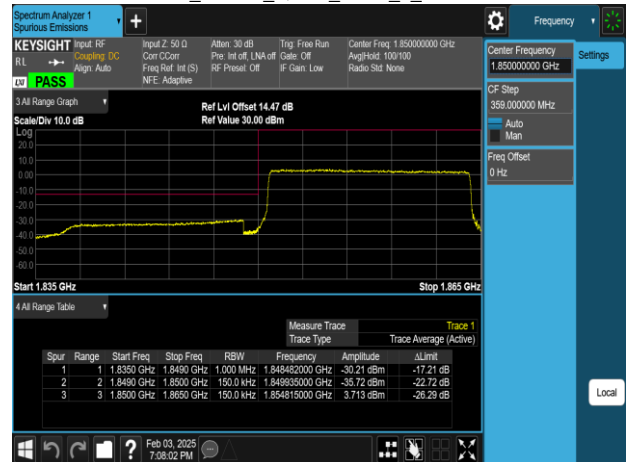 Spectrum Analyzer 1
Spurious Emissions
Frequency
KEYSIGHT
RL
LXI PASS
Input: RF
Coupling: DC
Align: Auto
Input Z: 50 Ω
Corr CCorr
Freq Ref: Int (S)
NFE: Adaptive
Atten: 30 dB
Pre: Int off, LNA off
RF Presel: Off
Trig: Free Run
Gate: Off
IF Gain: Low
Center Freq: 1.850000000 GHz
Avg|Hold: 100/100
Radio Std: None
Center Frequency
1.850000000 GHz
Settings
CF Step
359.000000 MHz
Auto
Man
Freq Offset
0 Hz
3 All Range Graph
Scale/Div 10.0 dB
Ref Lvl Offset 14.47 dB
Ref Value 30.00 dBm
Log
20.0
10.0
0.00
-10.0
-20.0
-30.0
-40.0
-50.0
-60.0
Start 1.835 GHz
Stop 1.865 GHz
4 All Range Table
Measure Trace Trace 1
Trace Type Trace Average (Active)
Spur Range Start Freq Stop Freq RBW Frequency Amplitude ΔLimit
1 1 1.8350 GHz 1.8490 GHz 1.000 MHz 1.848482000 GHz -30.21 dBm -17.21 dB
2 2 1.8490 GHz 1.8500 GHz 150.0 kHz 1.849935000 GHz -35.72 dBm -22.72 dB
3 3 1.8500 GHz 1.8650 GHz 150.0 kHz 1.854815000 GHz 3.713 dBm -26.29 dB
Local
Feb 03, 2025
7:08:02 PM